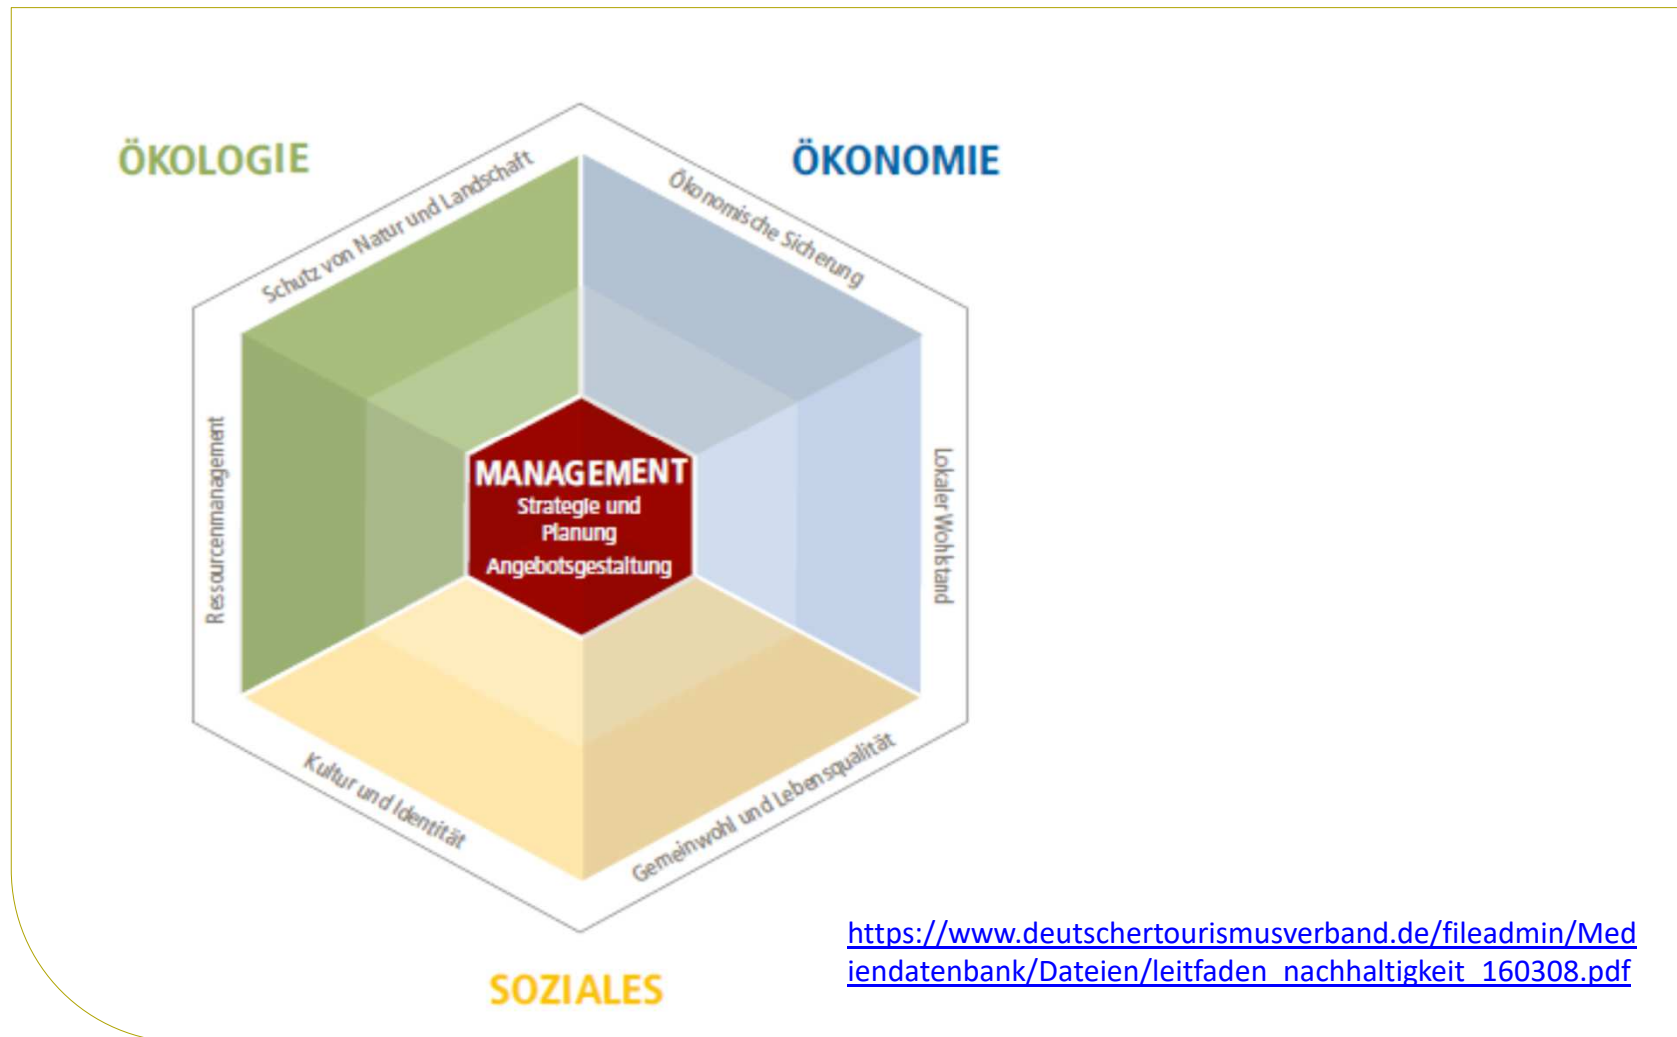 ÖKOLOGIE
ÖKONOMIE
Schutz von Natur und Landschaft
Ökonomische Sicherung
Ressourcenmanagement
MANAGEMENT
Strategie und
Planung
Angebotsgestaltung
Lokaler Wohlstand
Kultur und Identität
Gemeinwohl und Lebensqualität
SOZIALES
https://www.deutschertourismusverband.de/fileadmin/Med
iendatenbank/Dateien/leitfaden_nachhaltigkeit_160308.pdf